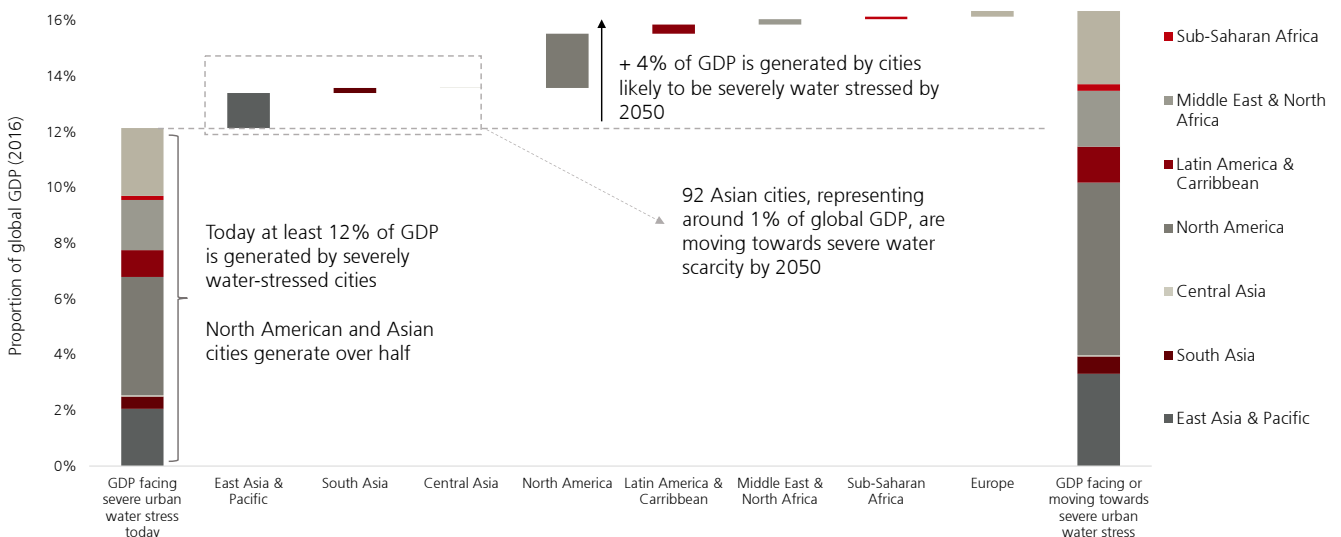 16%
14%
12%
10%
8%
6%
4%
2%
0%
Proportion of global GDP (2016)
+ 4% of GDP is generated by cities
likely to be severely water stressed by
2050
92 Asian cities, representing
around 1% of global GDP, are
moving towards severe water
scarcity by 2050
Today at least 12% of GDP
is generated by severely
water-stressed cities
North American and Asian
cities generate over half
GDP facing
severe urban
water stress
today
East Asia &
Pacific
South Asia
Central Asia
North America
Latin America &
Carribbean
Middle East &
North Africa
Sub-Saharan
Africa
Europe
GDP facing or
moving towards
severe urban
water stress
Sub-Saharan Africa
Middle East & North
Africa
Latin America &
Carribbean
North America
Central Asia
South Asia
East Asia & Pacific